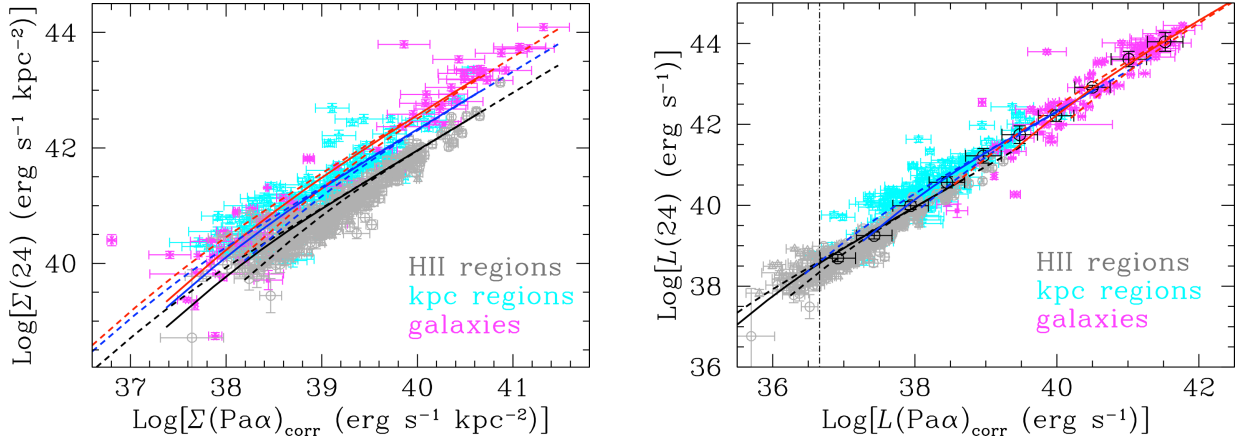 Log[Σ(24) (erg s⁻¹ kpc⁻²)]
44
42
40
37 38 39 40 41
Log[Σ(Paα)corr (erg s⁻¹ kpc⁻²)]
HII regions
kpc regions
galaxies
Log[L(24) (erg s⁻¹)]
44
42
40
38
36
36 38 40 42
Log[L(Paα)corr (erg s⁻¹)]
HII regions
kpc regions
galaxies